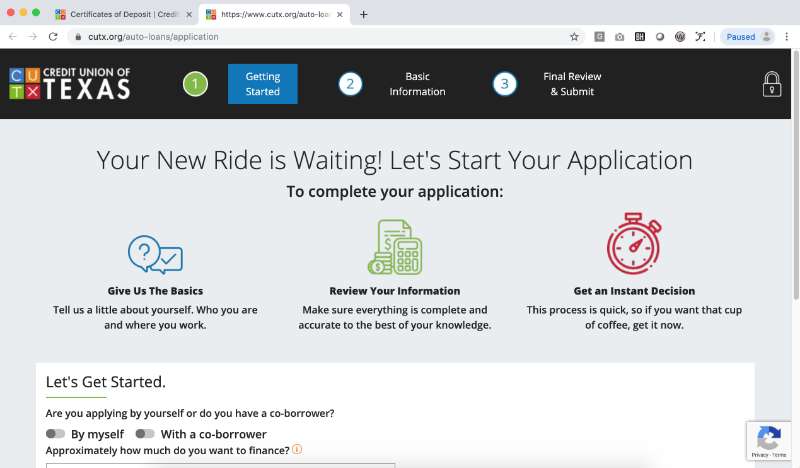 Certificates of Deposit | Credit
https://www.cutx.org/auto-loan
cutx.org/auto-loans/application
Paused
CREDIT UNION OF
TEXAS
CU
TX
1
Getting
Started
2
Basic
Information
3
Final Review
& Submit
Your New Ride is Waiting! Let's Start Your Application
To complete your application:
Give Us The Basics
Tell us a little about yourself. Who you are
and where you work.
Review Your Information
Make sure everything is complete and
accurate to the best of your knowledge.
Get an Instant Decision
This process is quick, so if you want that cup
of coffee, get it now.
Let's Get Started.
Are you applying by yourself or do you have a co-borrower?
By myself
With a co-borrower
Approximately how much do you want to finance?
Privacy - Terms